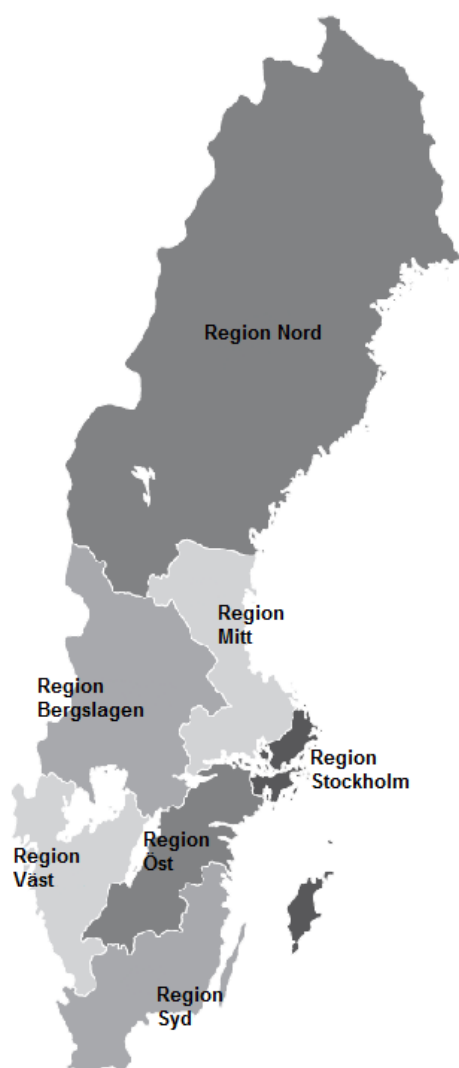 Region Nord
Region
Mitt
Region
Bergslagen
Region
Stockholm
Region
Öst
Region
Väst
Region
Syd